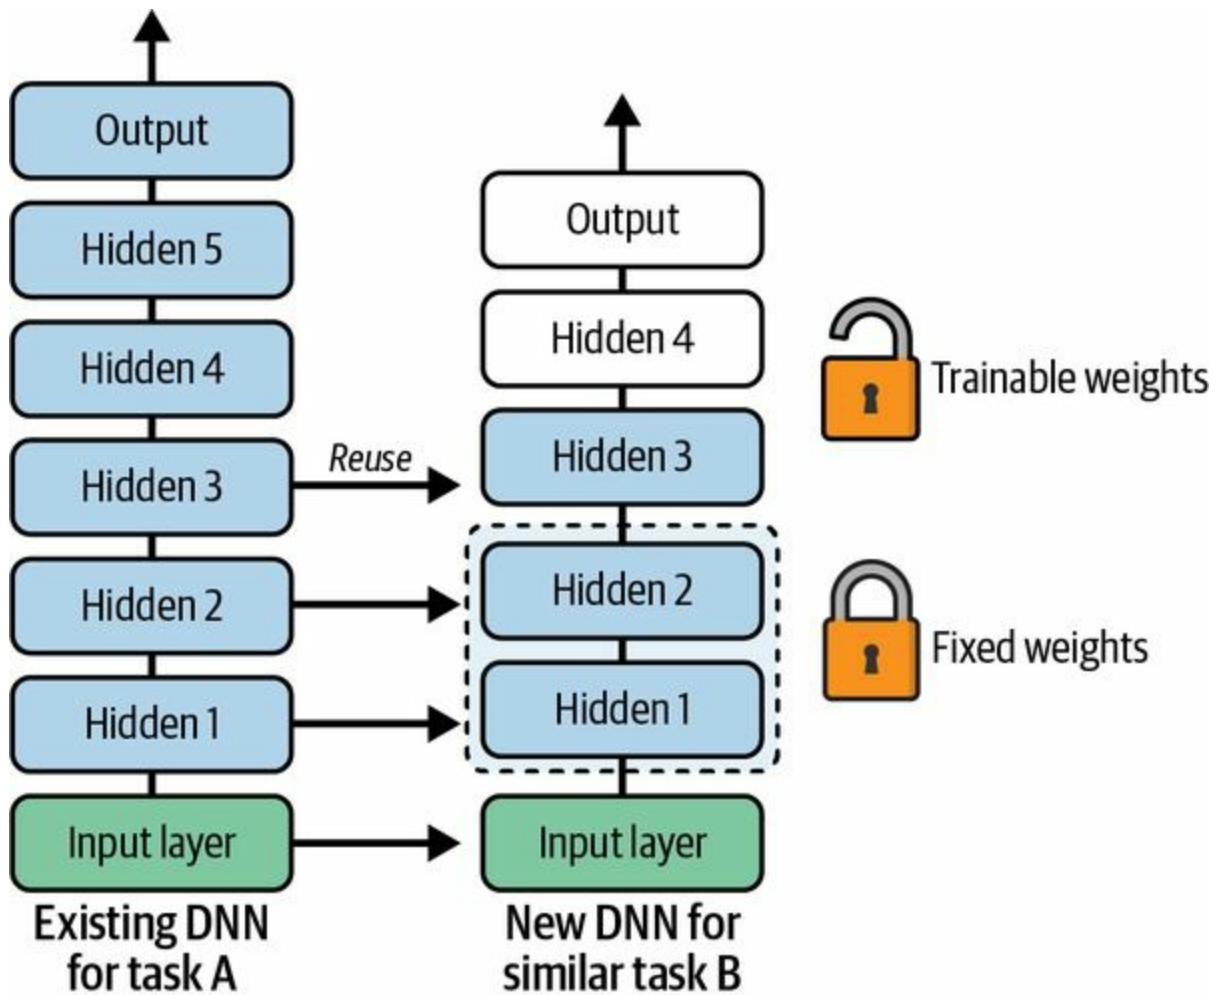 Output
Hidden 5
Hidden 4
Hidden 3
Hidden 2
Hidden 1
Input layer
Existing DNN
for task A
Reuse
Output
Hidden 4
Hidden 3
Hidden 2
Hidden 1
Input layer
New DNN for
similar task B
Trainable weights
Fixed weights